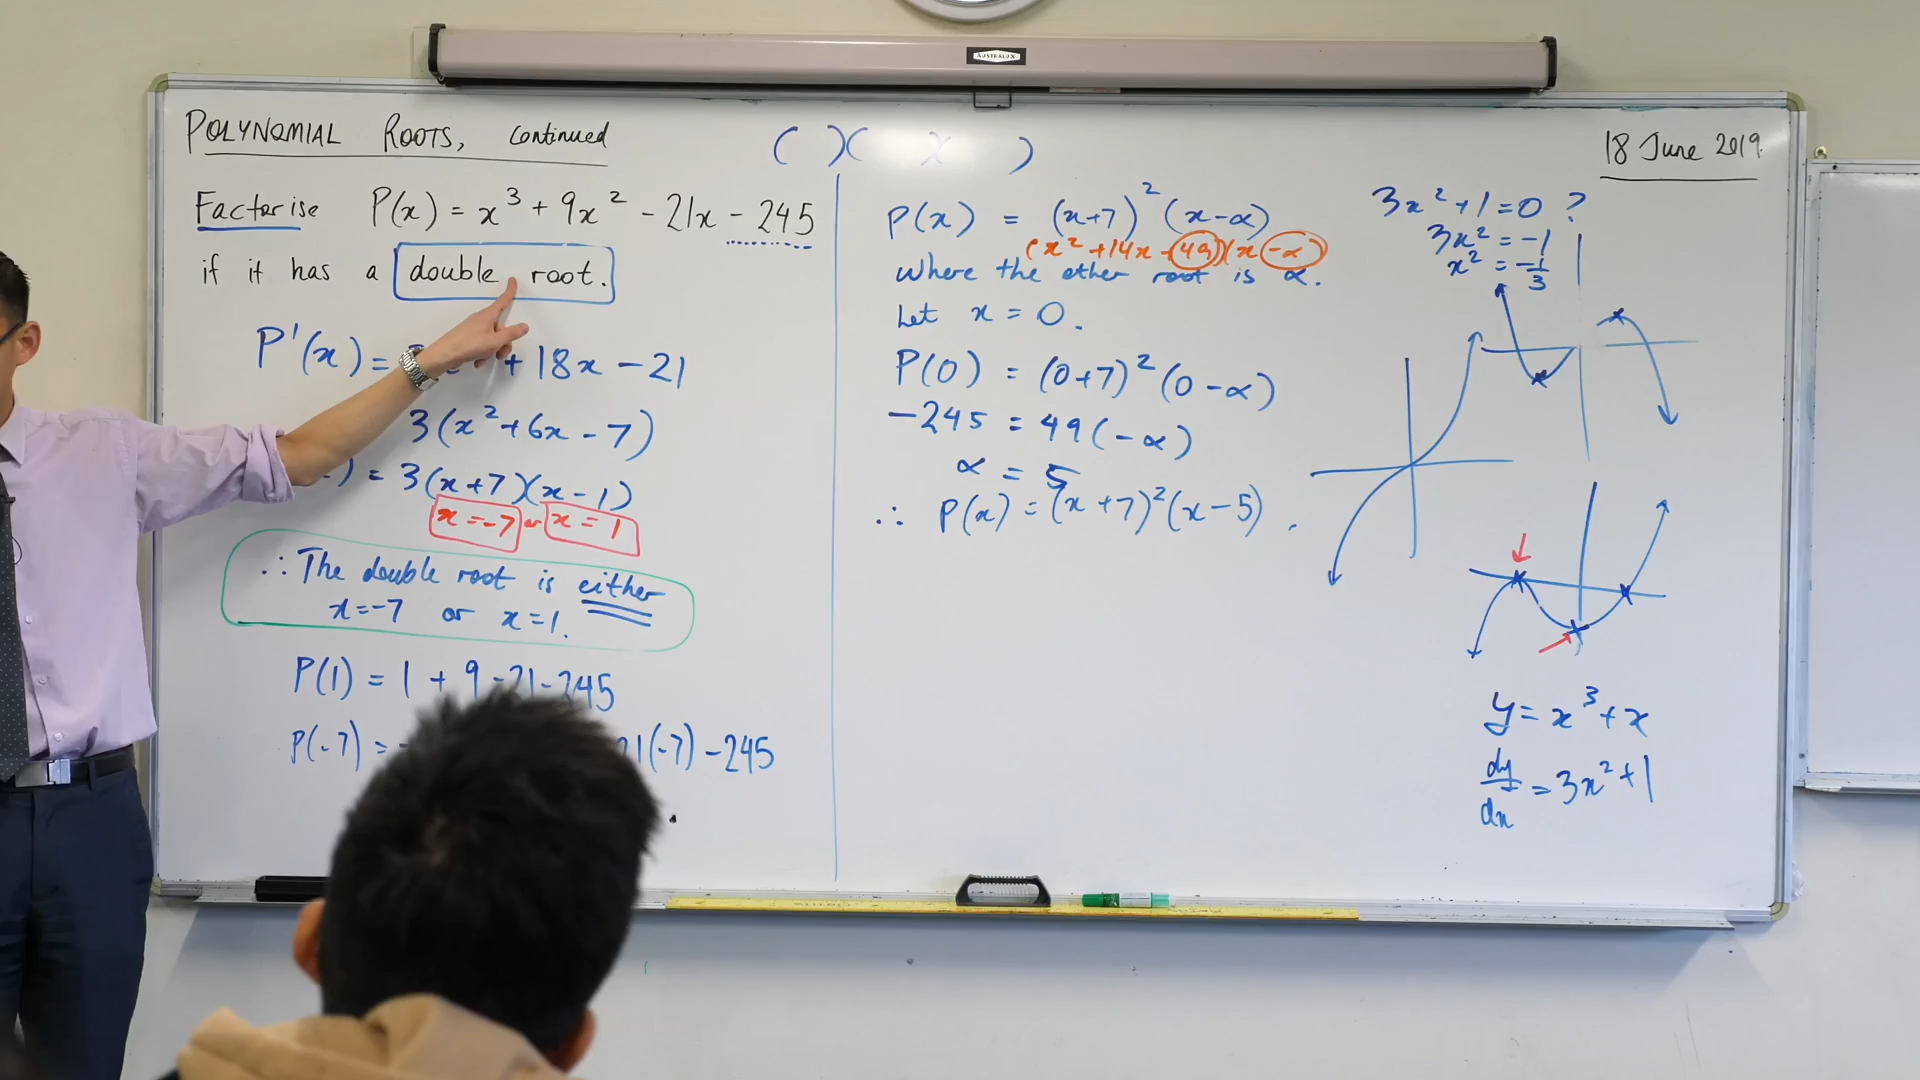 AUSTRALUX
POLYNOMIAL ROOTS, continued
18 June 2019
( )( x )
Factorise P(x) = x³ + 9x² - 21x - 245
if it has a double root.
P'(x) = + 18x - 21
3(x² + 6x - 7)
) = 3(x+7)(x-1)
x = -7 or x = 1
∴ The double root is either
x = -7 or x = 1.
P(1) = 1 + 9 - 21 - 245
P(-7) = 21(-7) - 245
P(x) = (x+7)²(x-α)
(x² + 14x + 49)(x - α)
where the other root is α.
Let x = 0.
P(0) = (0+7)²(0-α)
-245 = 49(-α)
α = 5
∴ P(x) = (x+7)²(x-5).
3x² + 1 = 0 ?
3x² = -1
x² = -1/3
y = x³ + x
dy/dx = 3x² + 1